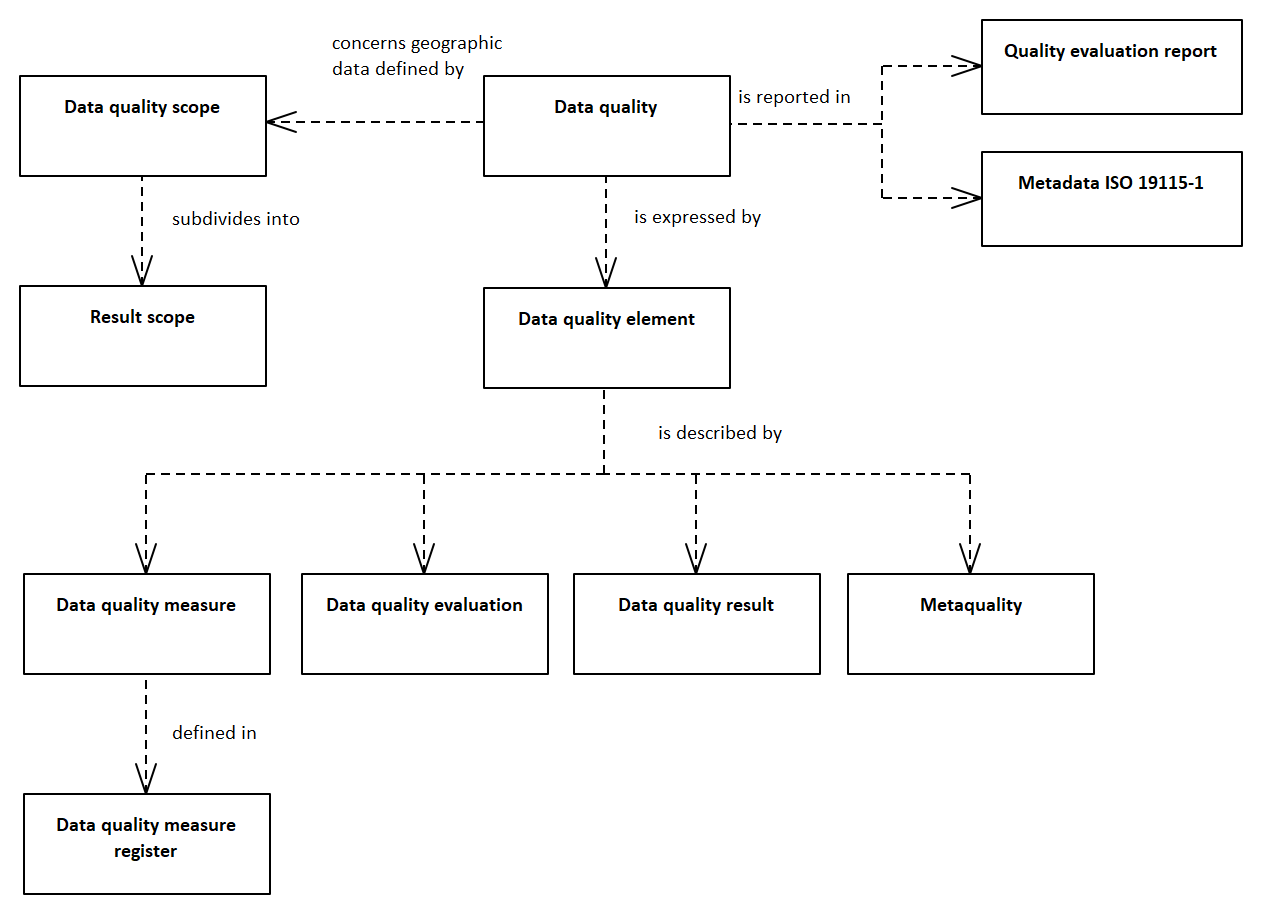 concerns geographic
data defined by
Quality evaluation report
Data quality scope
Data quality
is reported in
Metadata ISO 19115-1
subdivides into
is expressed by
Result scope
Data quality element
is described by
Data quality measure
Data quality evaluation
Data quality result
Metaquality
defined in
Data quality measure
register